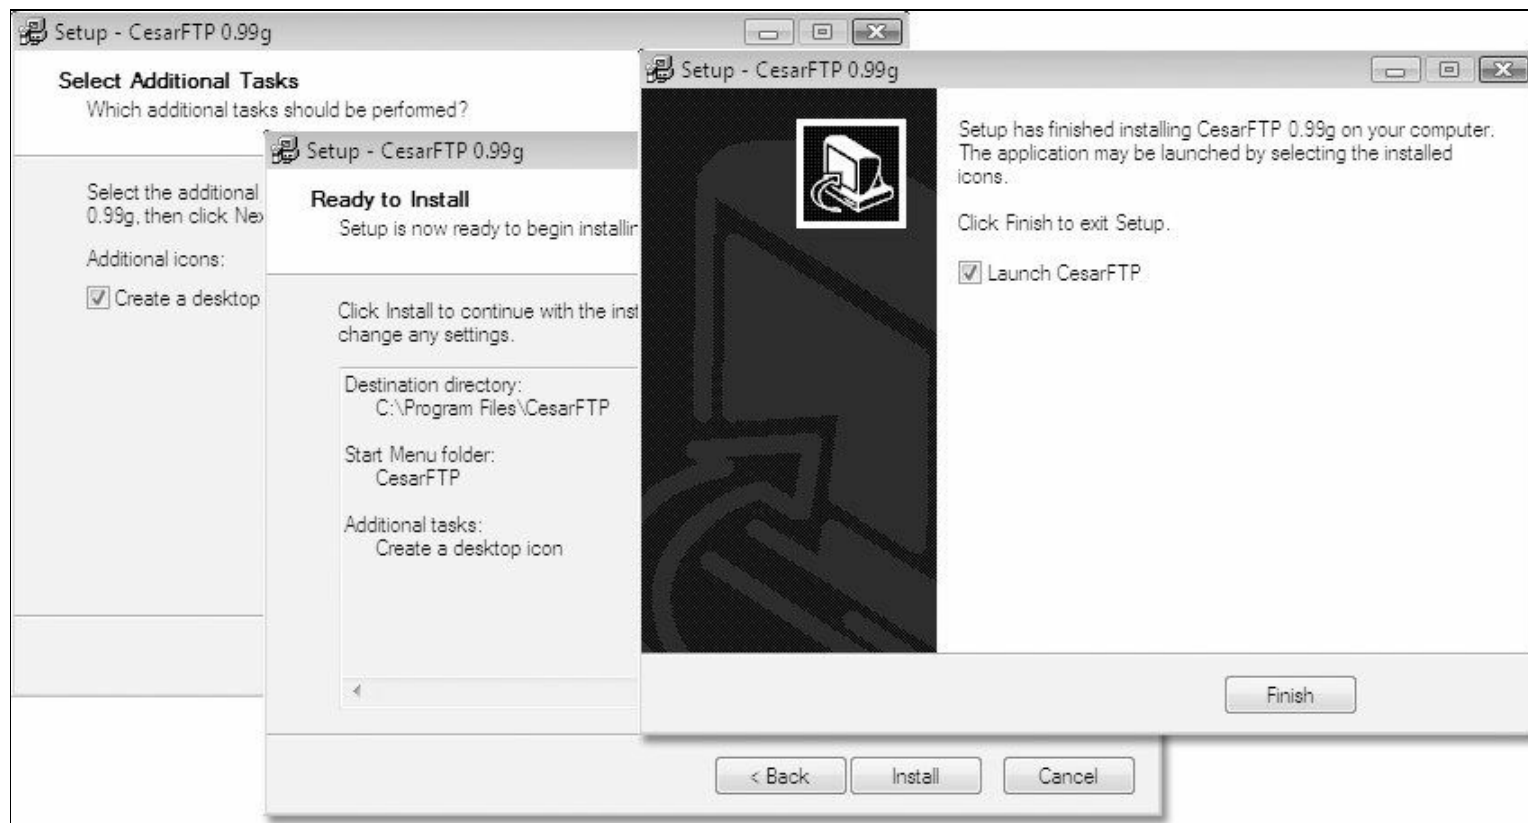 Setup - CesarFTP 0.99g
Select Additional Tasks
Which additional tasks should be performed?
Select the additional
0.99g, then click Nex
Additional icons:
Create a desktop
Setup - CesarFTP 0.99g
Ready to Install
Setup is now ready to begin installin
Click Install to continue with the inst
change any settings.
Destination directory:
C:\Program Files\CesarFTP
Start Menu folder:
CesarFTP
Additional tasks:
Create a desktop icon
< Back
Install
Cancel
Setup - CesarFTP 0.99g
Setup has finished installing CesarFTP 0.99g on your computer.
The application may be launched by selecting the installed
icons.
Click Finish to exit Setup.
Launch CesarFTP
Finish